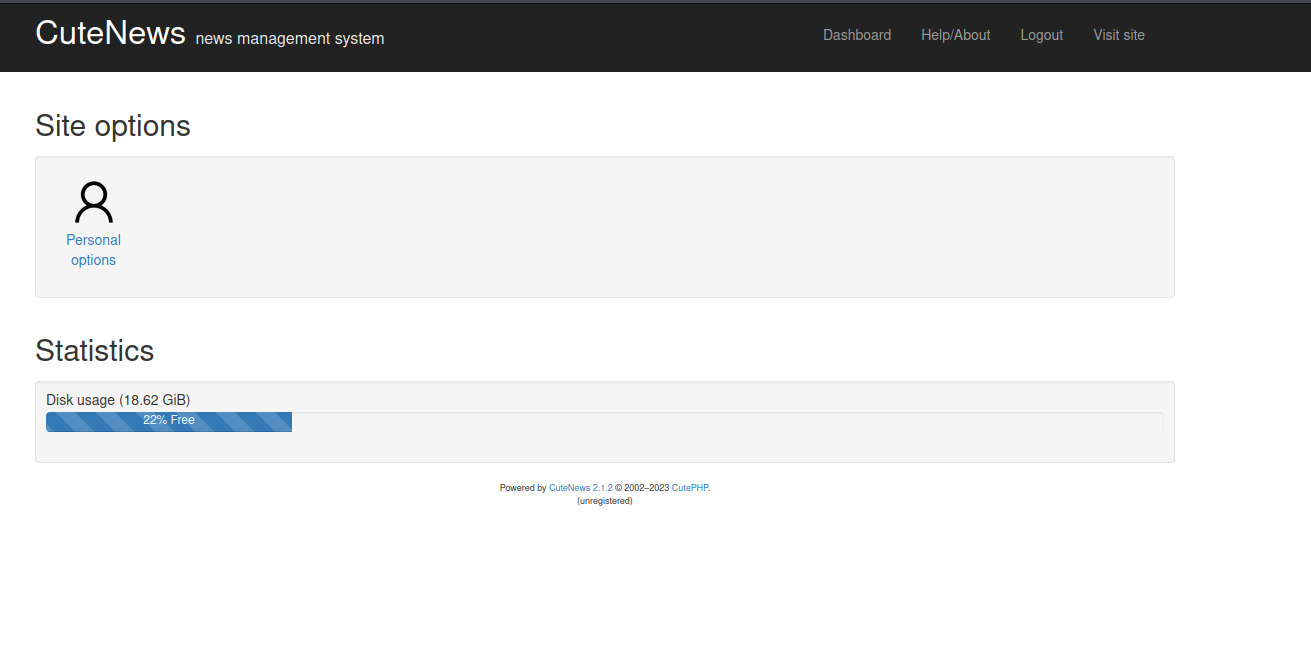 CuteNews news management system Dashboard Help/About Logout Visit site
Site options
Personal
options
Statistics
Disk usage (18.62 GiB)
22% Free
Powered by CuteNews 2.1.2 © 2002–2023 CutePHP.
(unregistered)